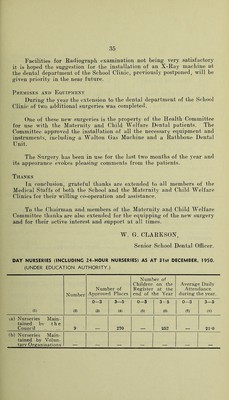 35
Facilities for Radiograph examination not being very satisfactory
it is hoped the suggestion for the installation of an X-Ray machine at
the dental department of the School Clinic, previously postponed, will be
given priority in the near future.
Premises and Equipment
During the year the extension to the dental department of the School
Clinic of two additional surgeries was completed.
One of these new surgeries is the property of the Health Committee
for use with the Maternity and Child Welfare Dental patients. The
Committee approved the installation of all the necessary equipment and
instruments, including a Walton Gas Machine and a Rathbone Dental
Unit.
The Surgery has been in use for the last two months of the year and
its appearance evokes pleasing comments from the patients.
Thanks
In conclusion, grateful thanks are extended to all members of the
Medical Staffs of both the School and the Maternity and Child Welfare
Clinics for their willing co-operation and assistance.
To the Chairman and members of the Maternity and Child Welfare
Committee thanks are also extended for the equipping of the new surgery
and for their active interest and support at all times.
W. G. CLARKSON,
Senior School Dental Officer.
DAY NURSERIES (INCLUDING 24-HOUR NURSERIES) AS AT 31st DECEMBER, 1950.
(UNDER EDUCATION AUTHORITY.)
Number
Number of Approved Places
Number of Children on the Register at the end of the Year
Average Daily Attendance during the year.
0—2 2—5 0—2 2—5 0—2 2—5
(1) (2) (3) (4) (5) (6) (7)
(a) Nurseries Maintained by the Council 8 — 270 —
(b) Nurseries Maintained by Voluntary Organisations — — — — — — —